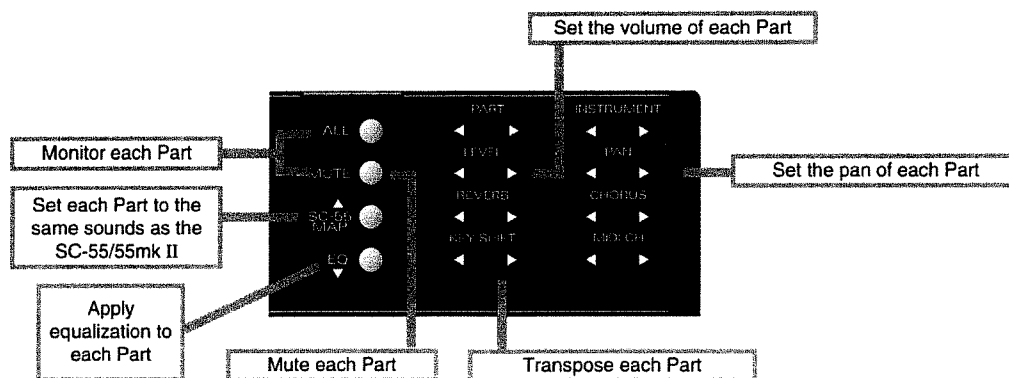 Set the volume of each Part
PART
INSTRUMENT
ALL
LEVEL
PAN
Monitor each Part
MUTE
Set the pan of each Part
REVERB
CHORUS
Set each Part to the
same sounds as the
SC-55/55mk II
SC-55
MAP
KEY SHIFT
MIDI CH
EQ
Apply
equalization to
each Part
Mute each Part
Transpose each Part